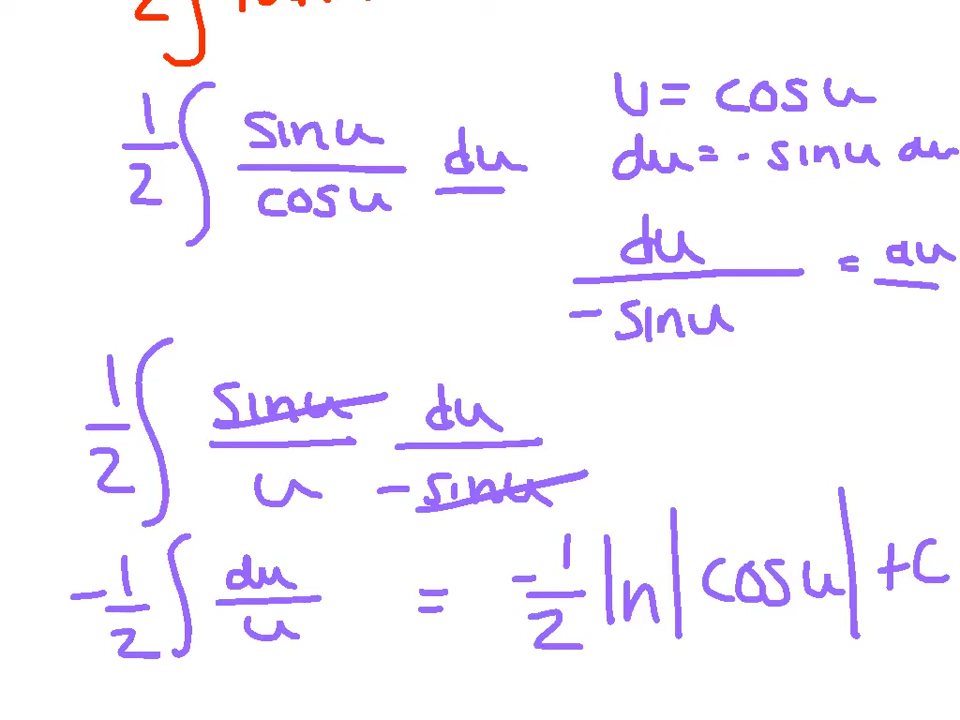 1/2 ∫ sinu/cosu du
U = cosu
du = - sinu du
du/-sinu = du
1/2 ∫ sinu/u du/-sinu
-1/2 ∫ du/u = -1/2 ln|cosu| + C